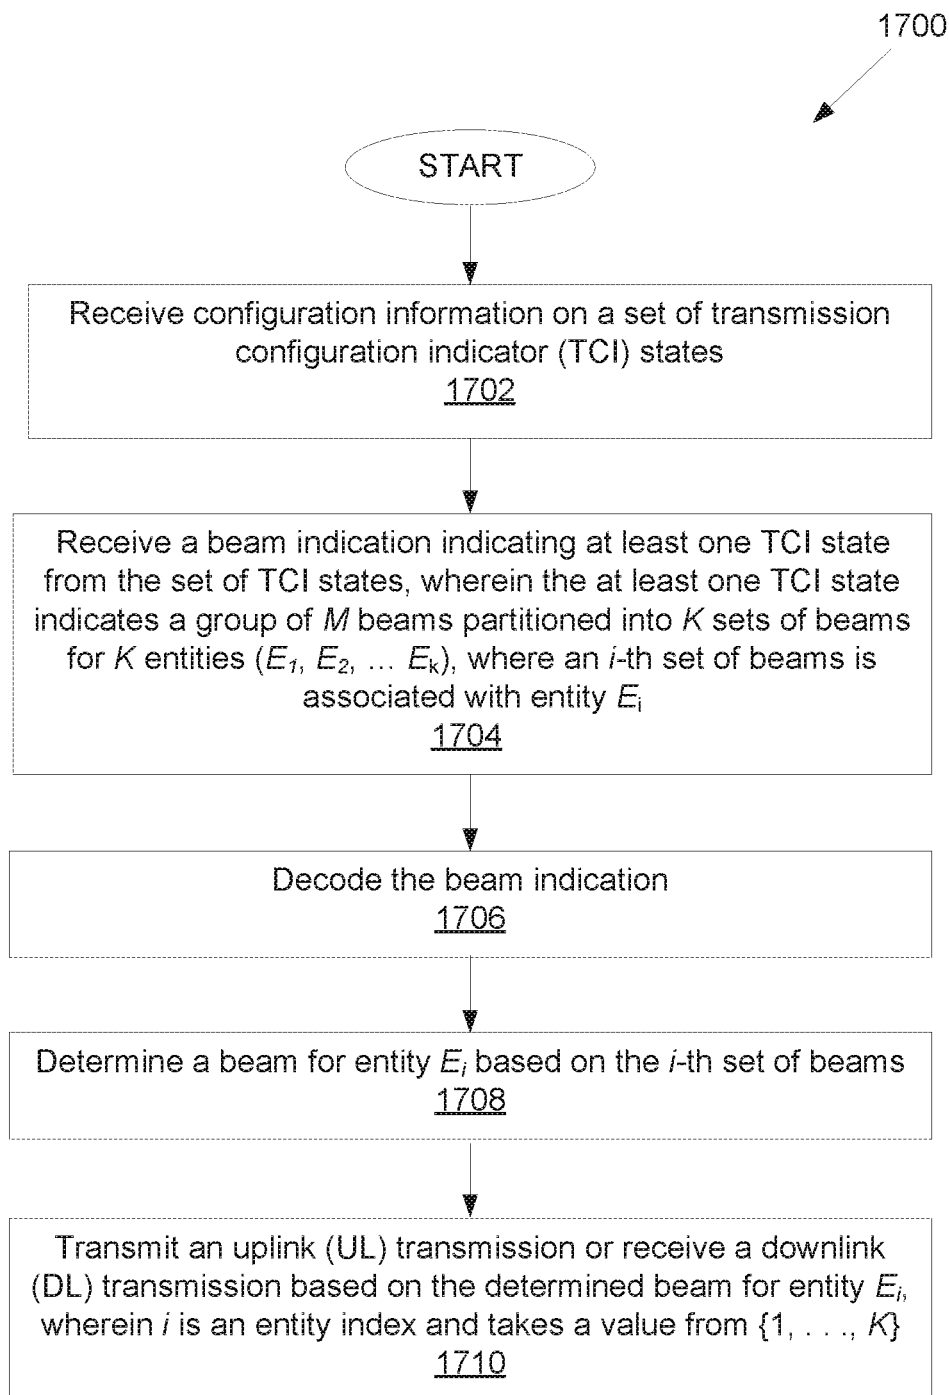 1700
START
Receive configuration information on a set of transmission
configuration indicator (TCI) states
1702
Receive a beam indication indicating at least one TCI state
from the set of TCI states, wherein the at least one TCI state
indicates a group of M beams partitioned into K sets of beams
for K entities (E1, E2, ... Ek), where an i-th set of beams is
associated with entity Ei
1704
Decode the beam indication
1706
Determine a beam for entity Ei based on the i-th set of beams
1708
Transmit an uplink (UL) transmission or receive a downlink
(DL) transmission based on the determined beam for entity Ei,
wherein i is an entity index and takes a value from {1, . . ., K}
1710